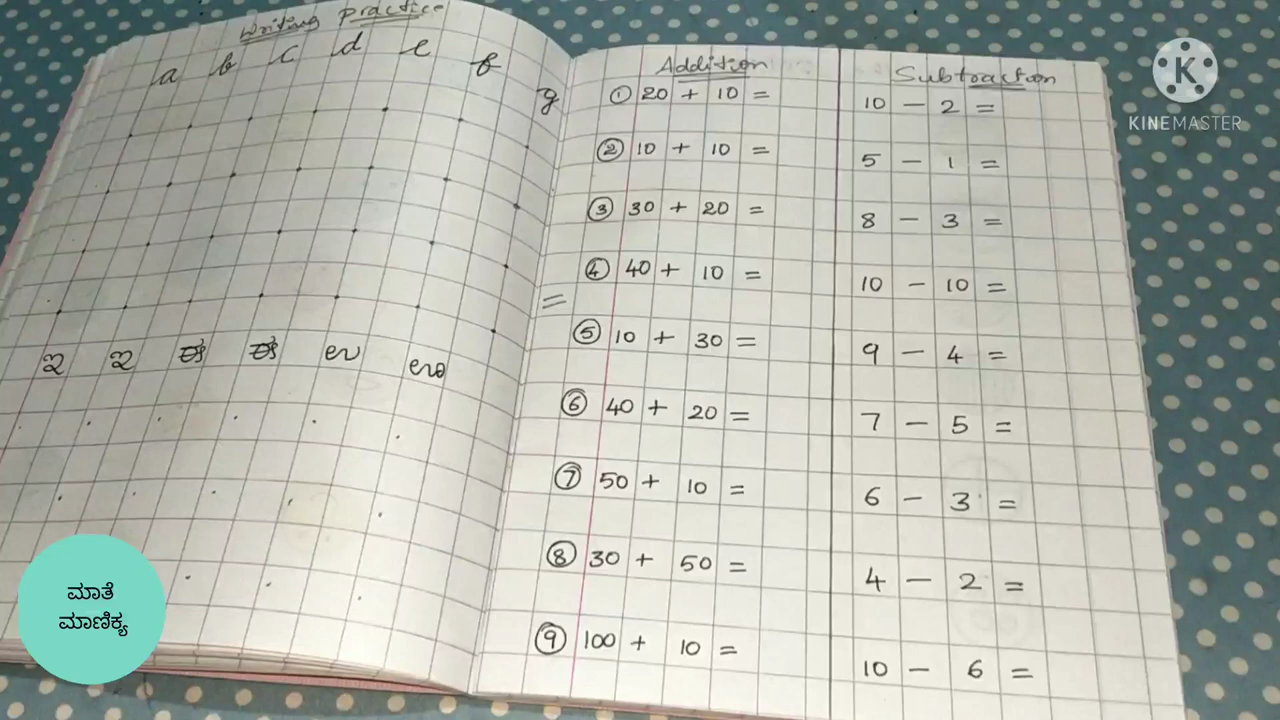 Writing practice
a b c d e f g
ಇ ಇ ಈ ಈ ಉ ಊ
Addition
① 20 + 10 =
② 10 + 10 =
③ 30 + 20 =
④ 40 + 10 =
=
⑤ 10 + 30 =
⑥ 40 + 20 =
⑦ 50 + 10 =
⑧ 30 + 50 =
⑨ 100 + 10 =
Subtraction
10 - 2 =
5 - 1 =
8 - 3 =
10 - 10 =
9 - 4 =
7 - 5 =
6 - 3 =
4 - 2 =
10 - 6 =
K
KINEMASTER
ಮಾತೆ
ಮಾಣಿಕ್ಯ